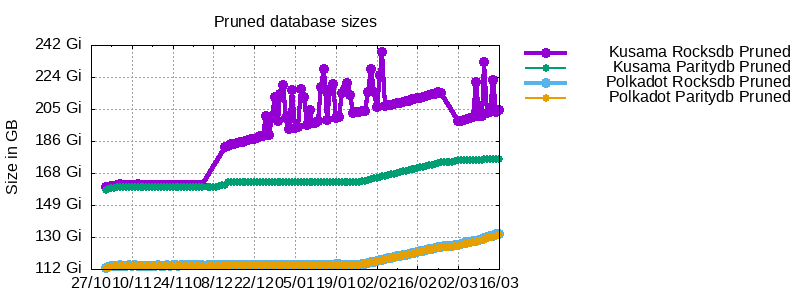 Pruned database sizes
242 Gi
224 Gi
205 Gi
186 Gi
168 Gi
149 Gi
130 Gi
112 Gi
Size in GB
27/10 10/11 24/11 08/12 22/12 05/01 19/01 02/02 16/02 02/03 16/03
Kusama Rocksdb Pruned
Kusama Paritydb Pruned
Polkadot Rocksdb Pruned
Polkadot Paritydb Pruned